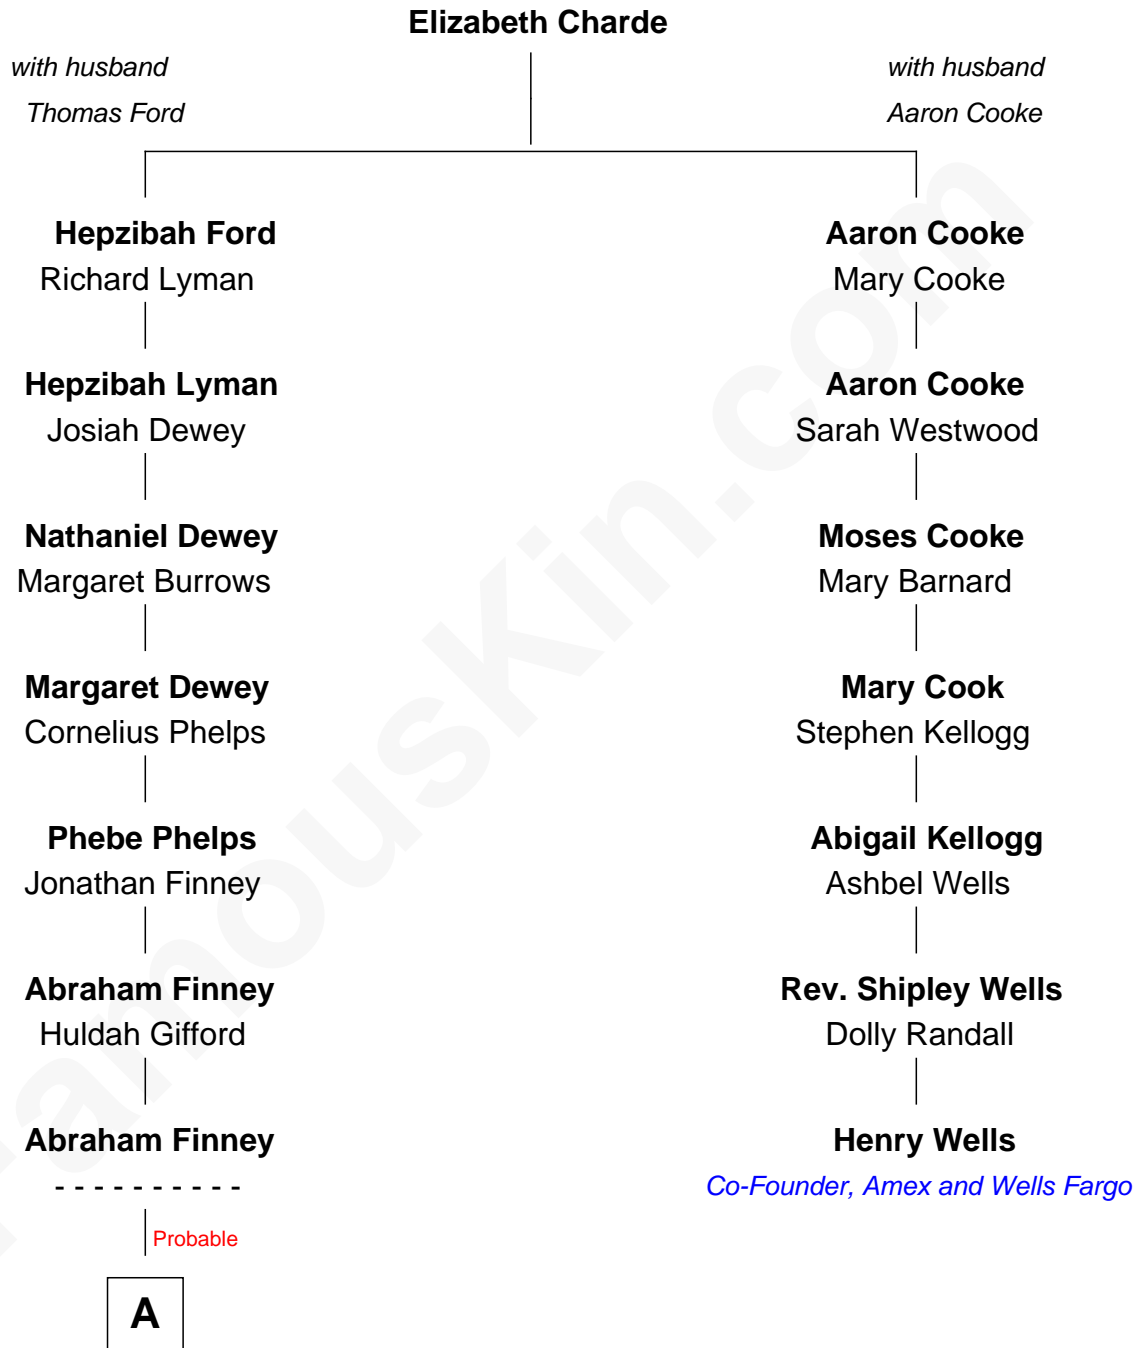 Elizabeth Charde
with husband
Thomas Ford
with husband
Aaron Cooke
Hepzibah Ford
Richard Lyman
Aaron Cooke
Mary Cooke
Hepzibah Lyman
Josiah Dewey
Aaron Cooke
Sarah Westwood
Nathaniel Dewey
Margaret Burrows
Moses Cooke
Mary Barnard
Margaret Dewey
Cornelius Phelps
Mary Cook
Stephen Kellogg
Phebe Phelps
Jonathan Finney
Abigail Kellogg
Ashbel Wells
Abraham Finney
Huldah Gifford
Rev. Shipley Wells
Dolly Randall
Abraham Finney
- - - - - - - - - -
Henry Wells
Co-Founder, Amex and Wells Fargo
Probable
A
FamousKin.com